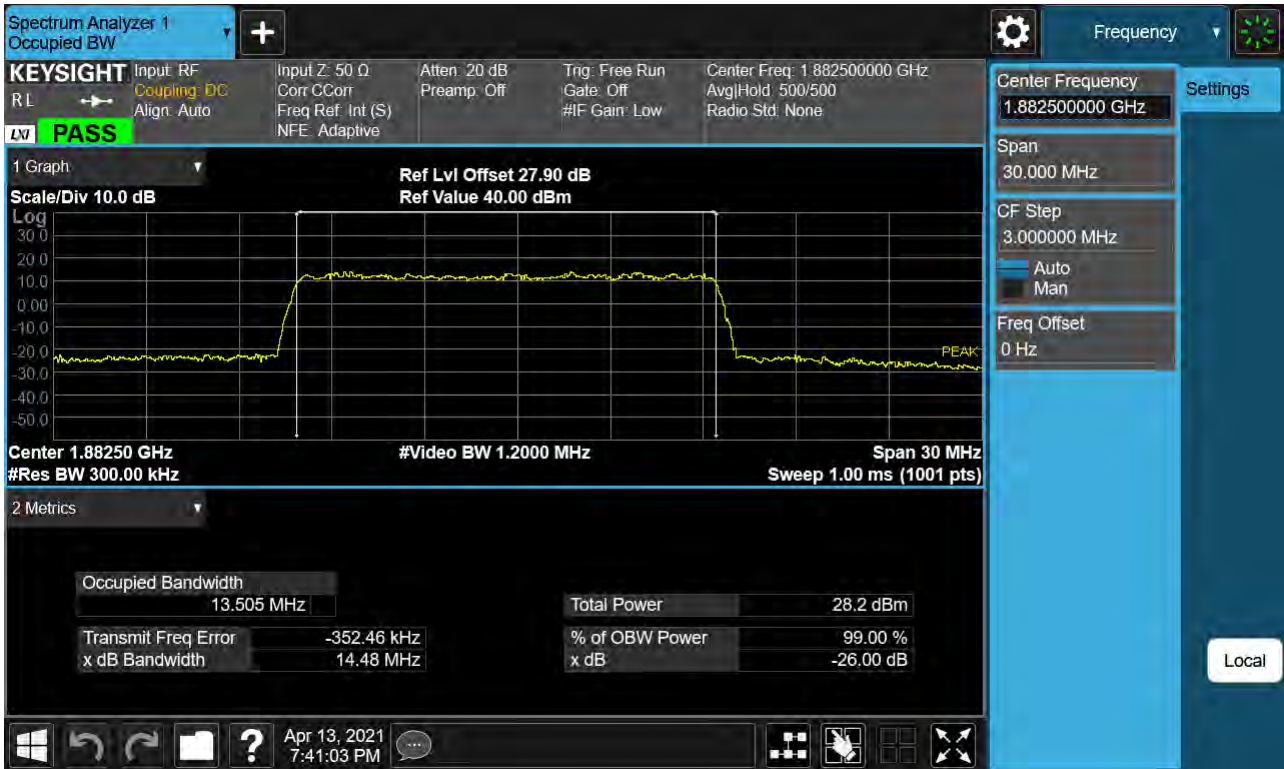 Spectrum Analyzer 1
Occupied BW
+
Frequency
KEYSIGHT
RL
LXI PASS
Input: RF
Coupling: DC
Align: Auto
Input Z: 50 Ω
Corr CCorr
Freq Ref: Int (S)
NFE: Adaptive
Atten: 20 dB
Preamp: Off
Trig: Free Run
Gate: Off
#IF Gain: Low
Center Freq: 1.882500000 GHz
Avg|Hold: 500/500
Radio Std: None
Center Frequency
1.882500000 GHz
Settings
Span
30.000 MHz
CF Step
3.000000 MHz
Auto
Man
Freq Offset
0 Hz
Local
1 Graph
Scale/Div 10.0 dB
Ref Lvl Offset 27.90 dB
Ref Value 40.00 dBm
Log
30.0
20.0
10.0
0.00
-10.0
-20.0
-30.0
-40.0
-50.0
PEAK
Center 1.88250 GHz
#Res BW 300.00 kHz
#Video BW 1.2000 MHz
Span 30 MHz
Sweep 1.00 ms (1001 pts)
2 Metrics
Occupied Bandwidth
13.505 MHz
Total Power 28.2 dBm
Transmit Freq Error -352.46 kHz
% of OBW Power 99.00 %
x dB Bandwidth 14.48 MHz
x dB -26.00 dB
?
Apr 13, 2021
7:41:03 PM